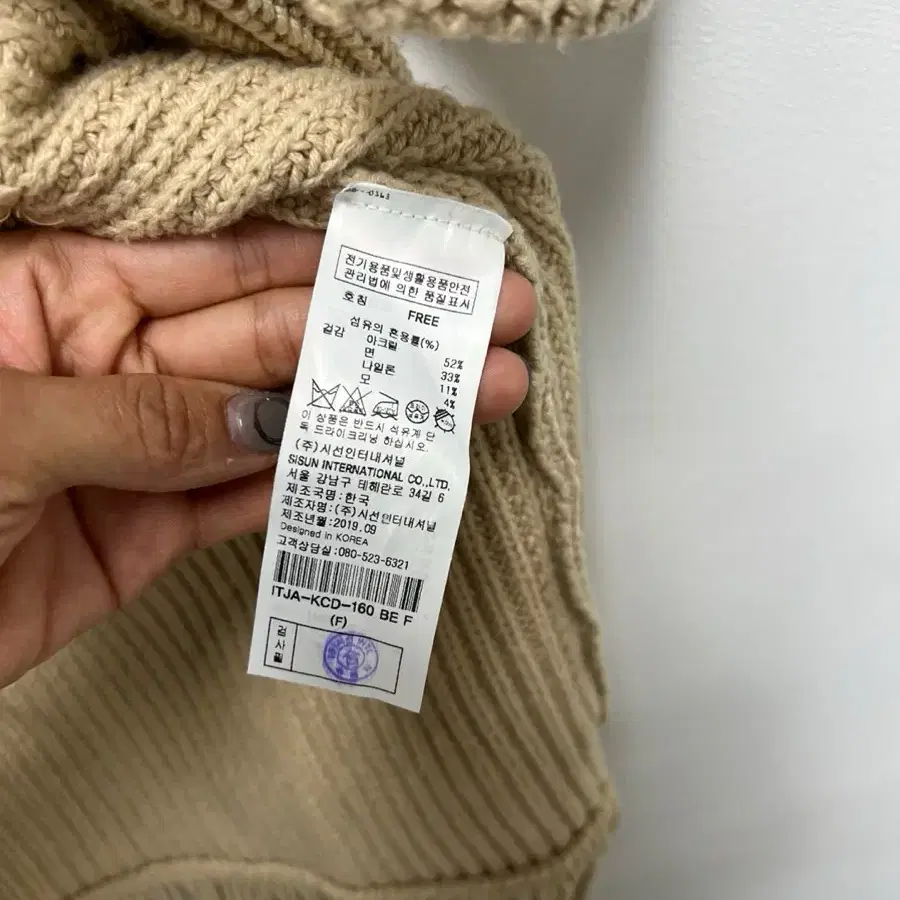 전기용품및생활용품안전
관리법에 의한 품질표시
호칭
FREE
섬유의 혼용률(%)
겉감 아크릴 52%
면 33%
나일론 11%
모 4%
이 상품은 반드시 석유계 단
독 드라이크리닝 하십시오.
(주)시선인터내셔널
SISUN INTERNATIONAL CO.,LTD.
서울 강남구 테헤란로 34길 6
제조국명:한국
제조자명:(주)시선인터내셔널
제조년월:2019.09
Designed in KOREA
고객상담실:080-523-6321
ITJA-KCD-160 BE F
(F)
검사필